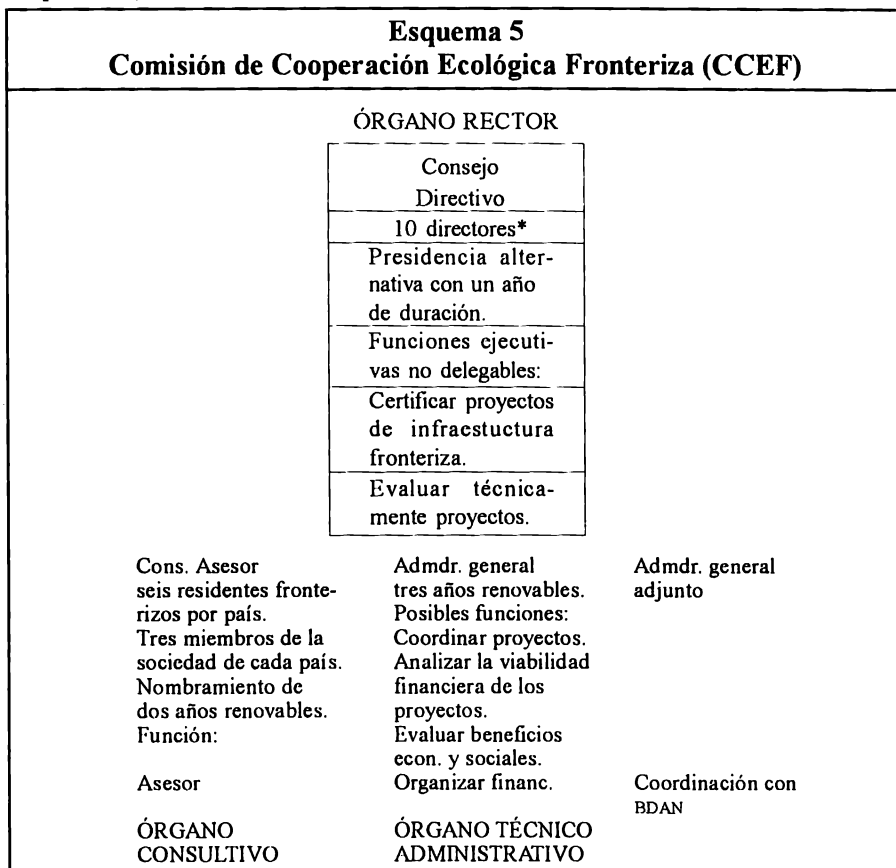 Esquema 5
Comisión de Cooperación Ecológica Fronteriza (CCEF)
ÓRGANO RECTOR
Consejo
Directivo
10 directores*
Presidencia alter-
nativa con un año
de duración.
Funciones ejecuti-
vas no delegables:
Certificar proyectos
de infraestuctura
fronteriza.
Evaluar técnica-
mente proyectos.
Cons. Asesor
seis residentes fronte-
rizos por país.
Tres miembros de la
sociedad de cada país.
Nombramiento de
dos años renovables.
Función:
Asesor
ÓRGANO
CONSULTIVO
Admdr. general
tres años renovables.
Posibles funciones:
Coordinar proyectos.
Analizar la viabilidad
financiera de los
proyectos.
Evaluar beneficios
econ. y sociales.
Organizar financ.
ÓRGANO TÉCNICO
ADMINISTRATIVO
Admdr. general
adjunto
Coordinación con
BDAN